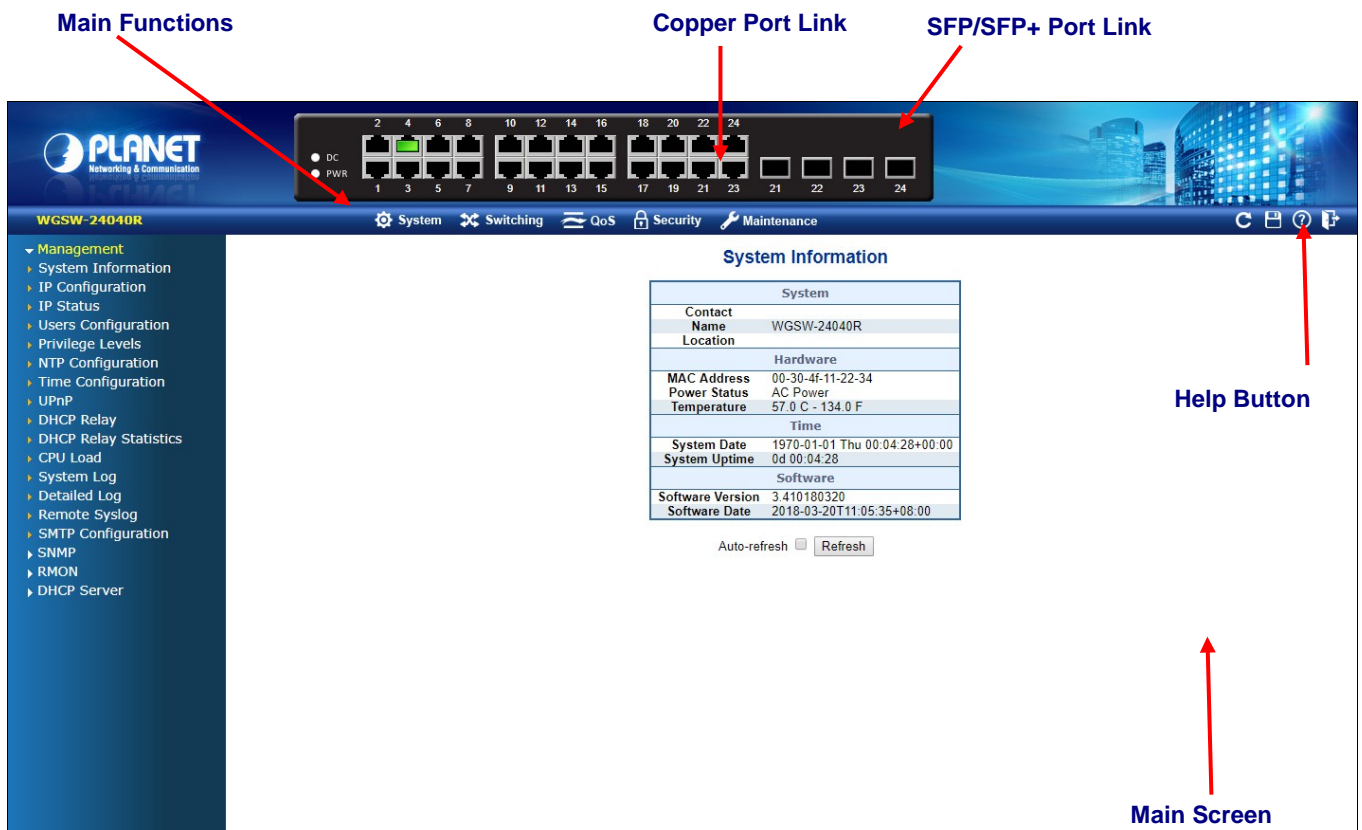 Main Functions
Copper Port Link
SFP/SFP+ Port Link
PLANET
Networking & Communication
2 4 6 8 10 12 14 16 18 20 22 24
DC
PWR
1 3 5 7 9 11 13 15 17 19 21 23 21 22 23 24
WGSW-24040R
System Switching QoS Security Maintenance
Management
System Information
IP Configuration
IP Status
Users Configuration
Privilege Levels
NTP Configuration
Time Configuration
UPnP
DHCP Relay
DHCP Relay Statistics
CPU Load
System Log
Detailed Log
Remote Syslog
SMTP Configuration
SNMP
RMON
DHCP Server
System Information
System
Contact
Name WGSW-24040R
Location
Hardware
MAC Address 00-30-4f-11-22-34
Power Status AC Power
Temperature 57.0 C - 134.0 F
Time
System Date 1970-01-01 Thu 00:04:28+00:00
System Uptime 0d 00:04:28
Software
Software Version 3.410180320
Software Date 2018-03-20T11:05:35+08:00
Auto-refresh Refresh
Help Button
Main Screen